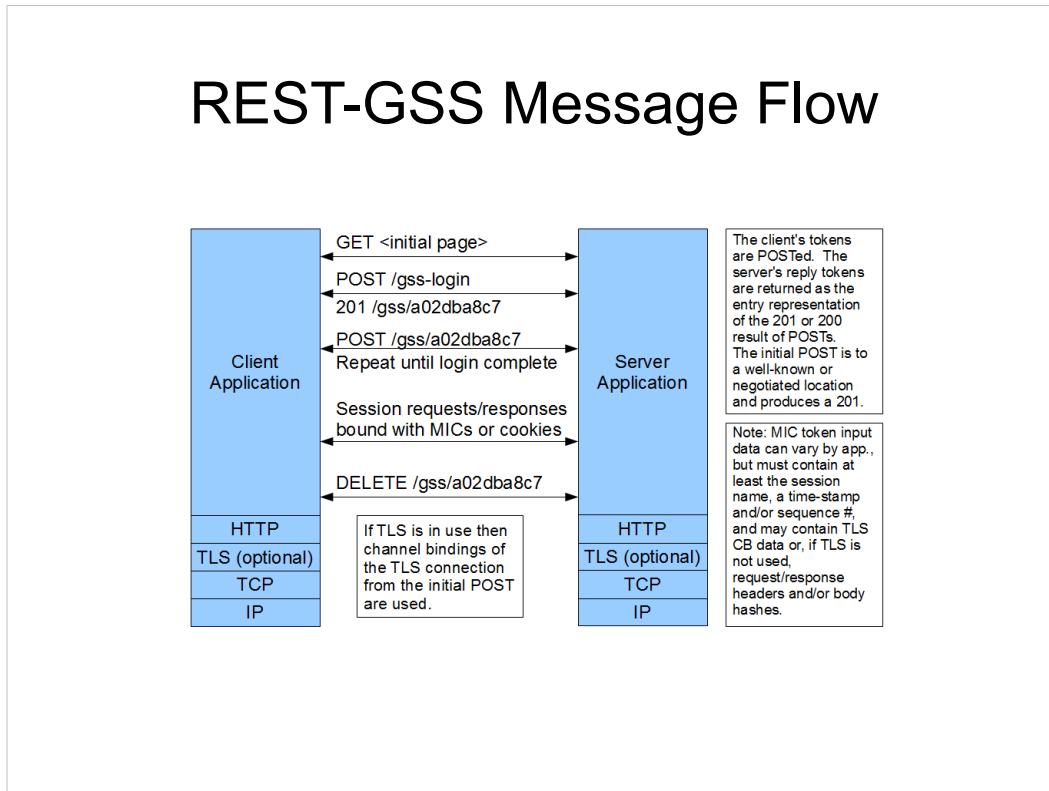 REST-GSS Message Flow
Client
Application
HTTP
TLS (optional)
TCP
IP
GET <initial page>
POST /gss-login
201 /gss/a02dba8c7
POST /gss/a02dba8c7
Repeat until login complete
Session requests/responses
bound with MICs or cookies
DELETE /gss/a02dba8c7
If TLS is in use then
channel bindings of
the TLS connection
from the initial POST
are used.
Server
Application
HTTP
TLS (optional)
TCP
IP
The client's tokens
are POSTed.  The
server's reply tokens
are returned as the
entry representation
of the 201 or 200
result of POSTs.
The initial POST is to
a well-known or
negotiated location
and produces a 201.
Note: MIC token input
data can vary by app.,
but must contain at
least the session
name, a time-stamp
and/or sequence #,
and may contain TLS
CB data or, if TLS is
not used,
request/response
headers and/or body
hashes.